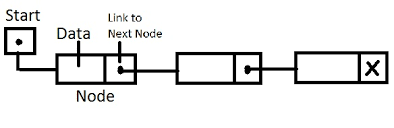 Start
Data
Link to
Next Node
Node
X